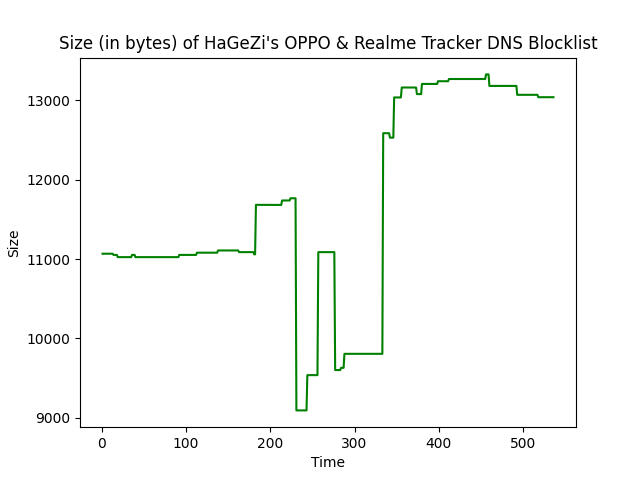 Size (in bytes) of HaGeZi's OPPO & Realme Tracker DNS Blocklist
13000
12000
11000
10000
9000
Size
0 100 200 300 400 500
Time